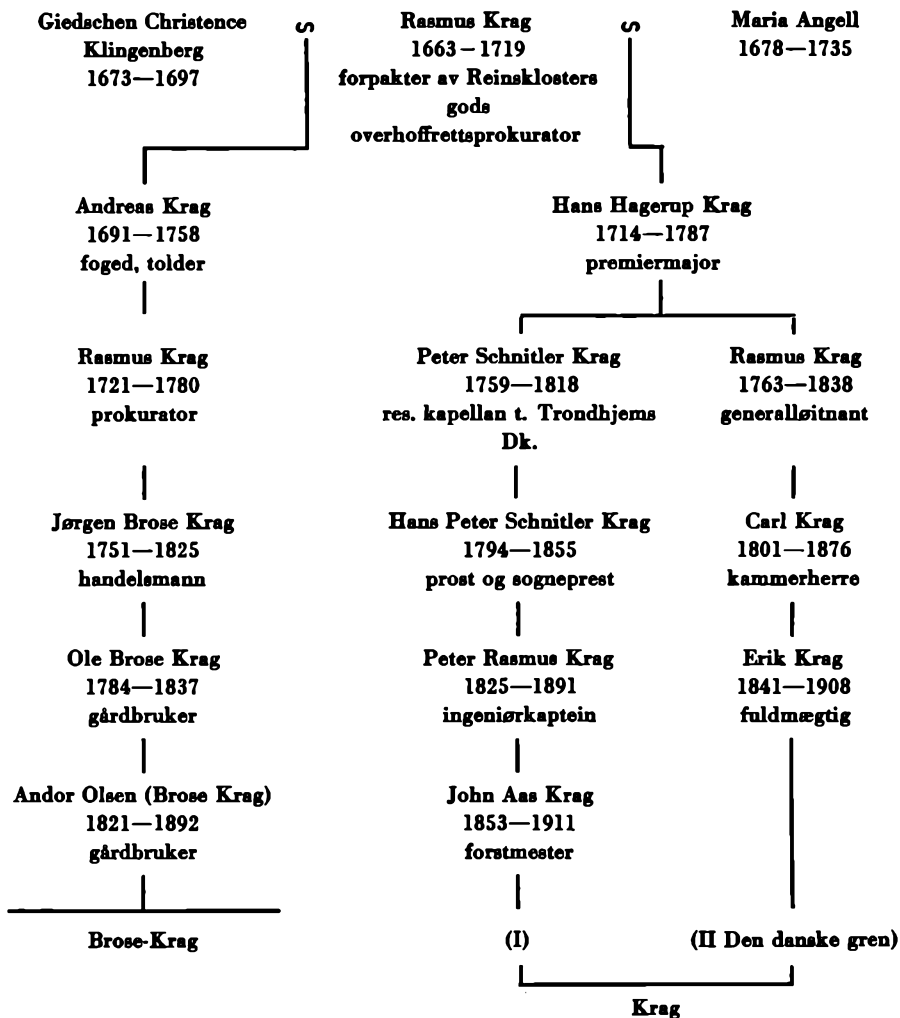 Giedschen Christence
Klingenberg
1673—1697
S
Rasmus Krag
1663—1719
forpakter av Reinsklosters
gods
overhoffrettsprokurator
S
Maria Angell
1678—1735
Andreas Krag
1691—1758
foged, tolder
Hans Hagerup Krag
1714—1787
premiermajor
Rasmus Krag
1721—1780
prokurator
Peter Schnitler Krag
1759—1818
res. kapellan t. Trondhjems
Dk.
Rasmus Krag
1763—1838
generalløitnant
Jørgen Brose Krag
1751—1825
handelsmann
Hans Peter Schnitler Krag
1794—1855
prost og sogneprest
Carl Krag
1801—1876
kammerherre
Ole Brose Krag
1784—1837
gårdbruker
Peter Rasmus Krag
1825—1891
ingeniørkaptein
Erik Krag
1841—1908
fuldmægtig
Andor Olsen (Brose Krag)
1821—1892
gårdbruker
John Aas Krag
1853—1911
forstmester
Brose-Krag
(I)
(II Den danske gren)
Krag